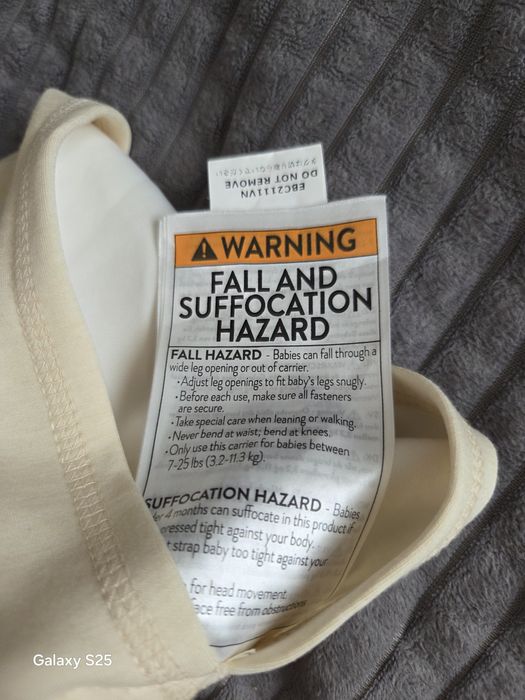 EBC2111VN
DO NOT REMOVE
WARNING
FALL AND
SUFFOCATION
HAZARD
FALL HAZARD - Babies can fall through a
wide leg opening or out of carrier.
•Adjust leg openings to fit baby's legs snugly.
•Before each use, make sure all fasteners
are secure.
•Take special care when leaning or walking.
•Never bend at waist; bend at knees.
•Only use this carrier for babies between
7-25 lbs (3.2-11.3 kg).
SUFFOCATION HAZARD - Babies
4 months can suffocate in this product if
pressed tight against your body.
strap baby too tight against your
for head movement.
face free from obstructions
Galaxy S25